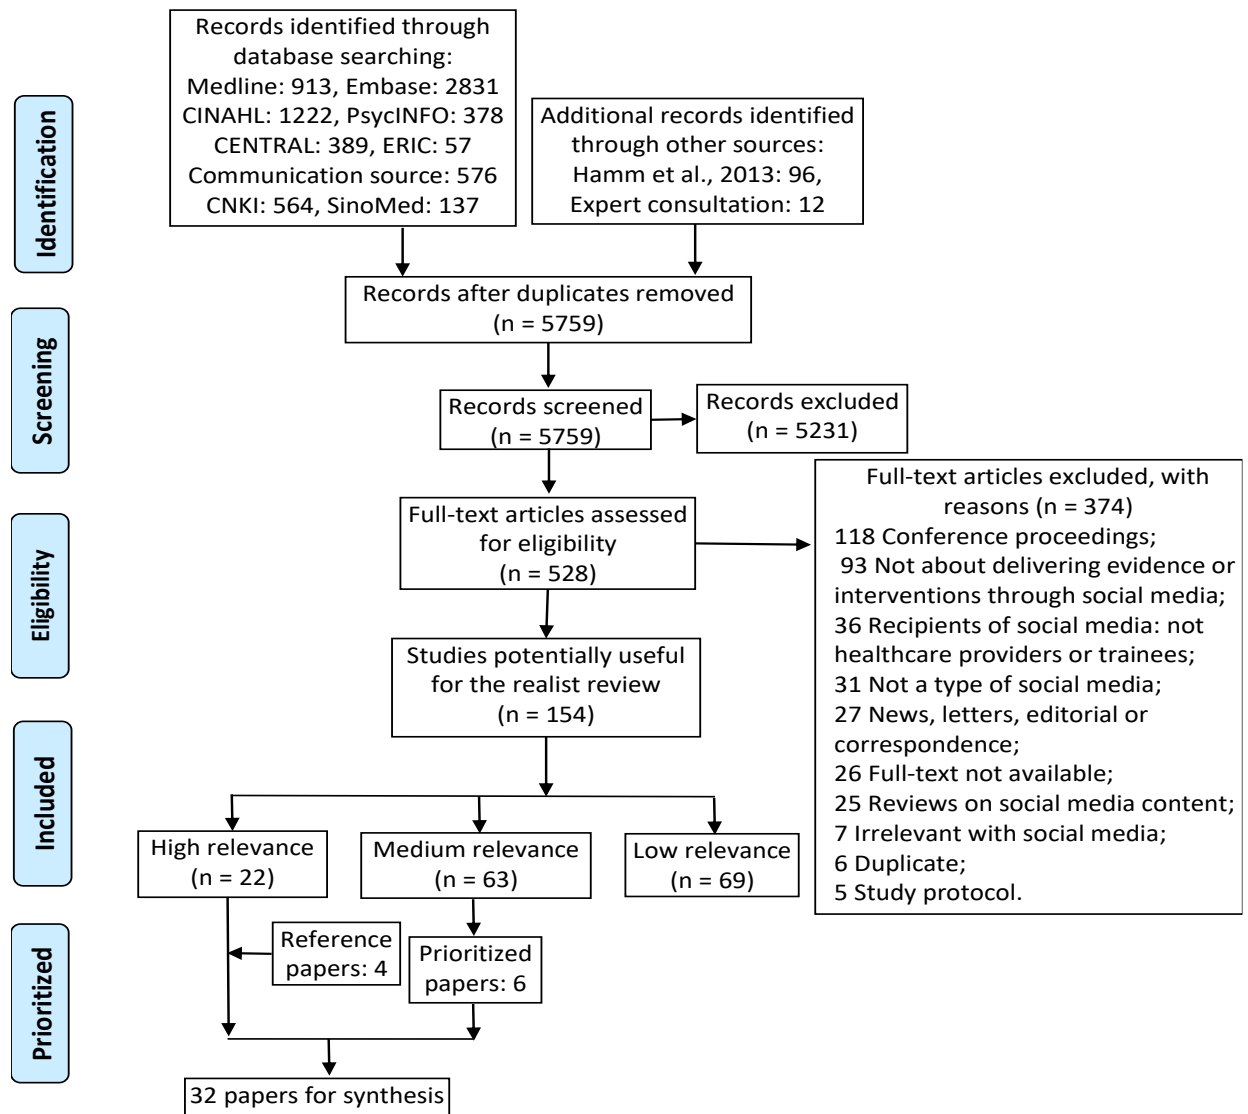 Records identified through
database searching:
Medline: 913, Embase: 2831
CINAHL: 1222, PsycINFO: 378
CENTRAL: 389, ERIC: 57
Communication source: 576
CNKI: 564, SinoMed: 137
Additional records identified
through other sources:
Hamm et al., 2013: 96,
Expert consultation: 12
Identification
Records after duplicates removed
(n = 5759)
Screening
Records screened
(n = 5759)
Records excluded
(n = 5231)
Eligibility
Full-text articles assessed
for eligibility
(n = 528)
Full-text articles excluded, with
reasons (n = 374)
118 Conference proceedings;
93 Not about delivering evidence or
interventions through social media;
36 Recipients of social media: not
healthcare providers or trainees;
31 Not a type of social media;
27 News, letters, editorial or
correspondence;
26 Full-text not available;
25 Reviews on social media content;
7 Irrelevant with social media;
6 Duplicate;
5 Study protocol.
Studies potentially useful
for the realist review
(n = 154)
Included
High relevance
(n = 22)
Medium relevance
(n = 63)
Low relevance
(n = 69)
Prioritized
Reference
papers: 4
Prioritized
papers: 6
32 papers for synthesis